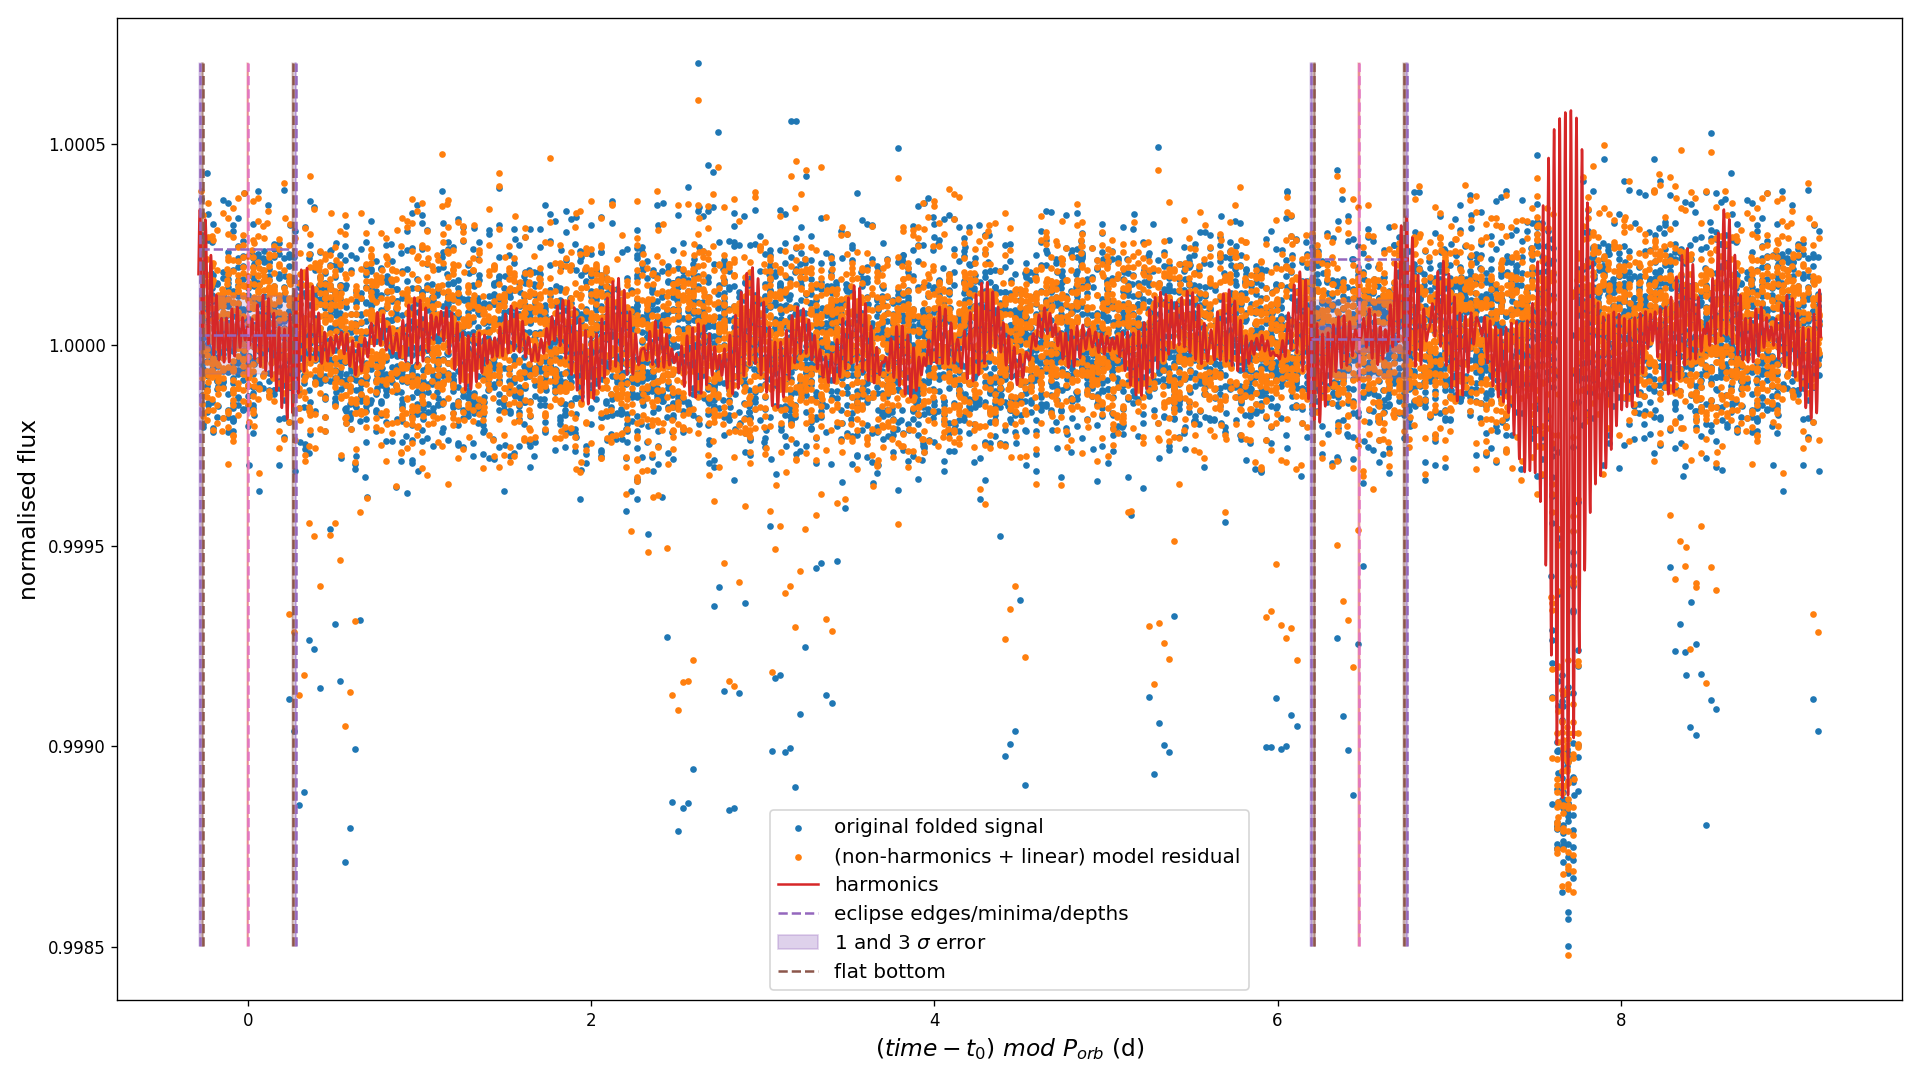 normalised flux
1.0005
1.0000
0.9995
0.9990
0.9985
original folded signal
(non-harmonics + linear) model residual
harmonics
eclipse edges/minima/depths
1 and 3 σ error
flat bottom
0 2 4 6 8
(time − t₀) mod Pₒᵣb (d)